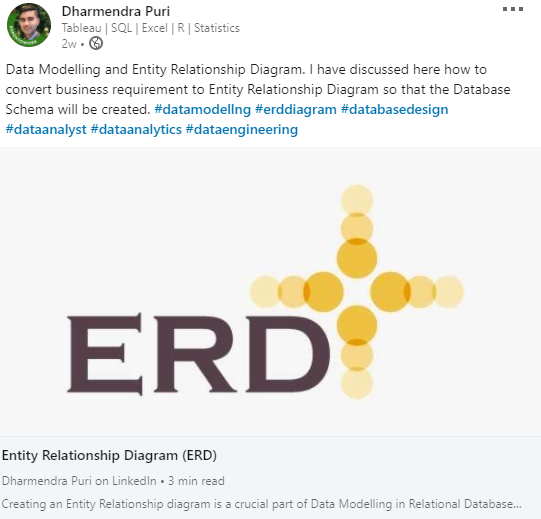 Dharmendra Puri
Tableau | SQL | Excel | R | Statistics
2w •
Data Modelling and Entity Relationship Diagram. I have discussed here how to
convert business requirement to Entity Relationship Diagram so that the Database
Schema will be created. #datamodellng #erddiagram #databasedesign
#dataanalyst #dataanalytics #dataengineering
ERD
Entity Relationship Diagram (ERD)
Dharmendra Puri on LinkedIn • 3 min read
Creating an Entity Relationship diagram is a crucial part of Data Modelling in Relational Database...